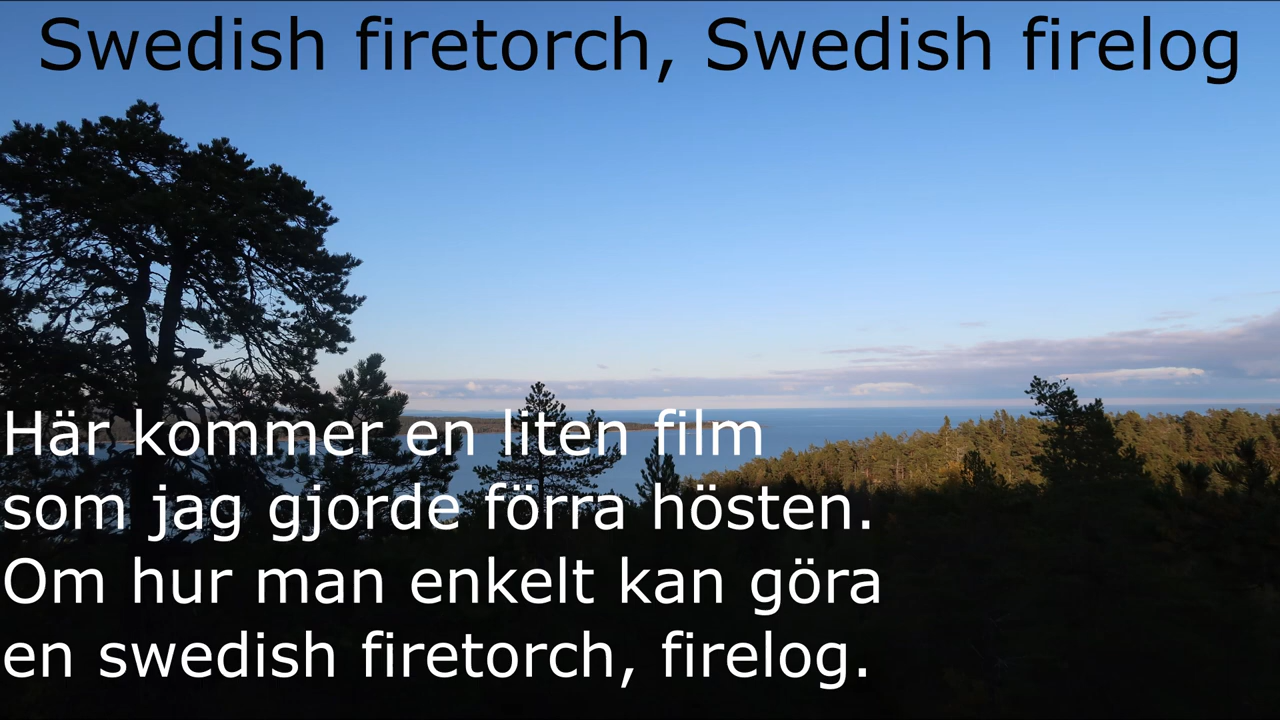 Swedish firetorch, Swedish firelog
Här kommer en liten film
som jag gjorde förra hösten.
Om hur man enkelt kan göra
en swedish firetorch, firelog.